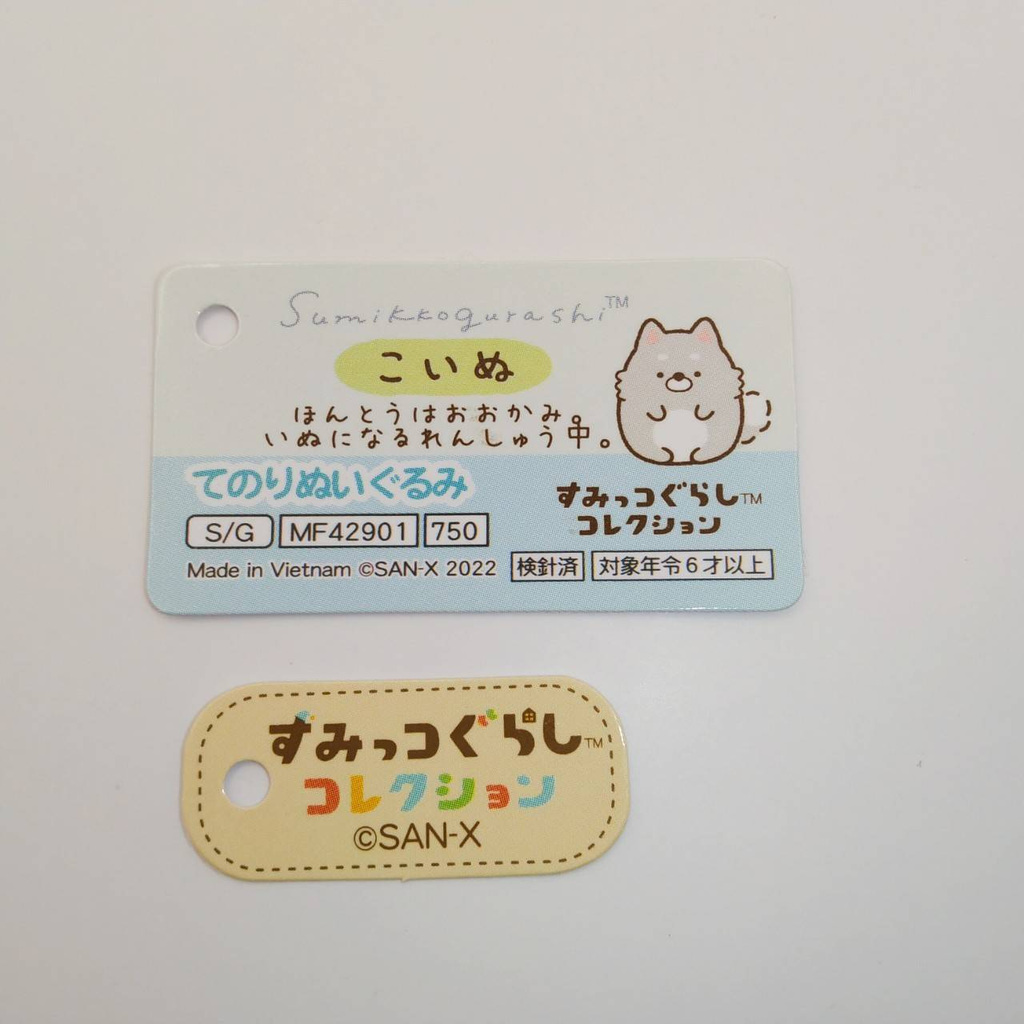 Sumikkogurashi™
こいぬ
ほんとうはおおかみ。
いぬになるれんしゅう中。
てのりぬいぐるみ
すみっコぐらし™
コレクション
S/G MF42901 750
Made in Vietnam ©SAN-X 2022 検針済 対象年令6才以上
すみっコぐらし™
コレクション
©SAN-X